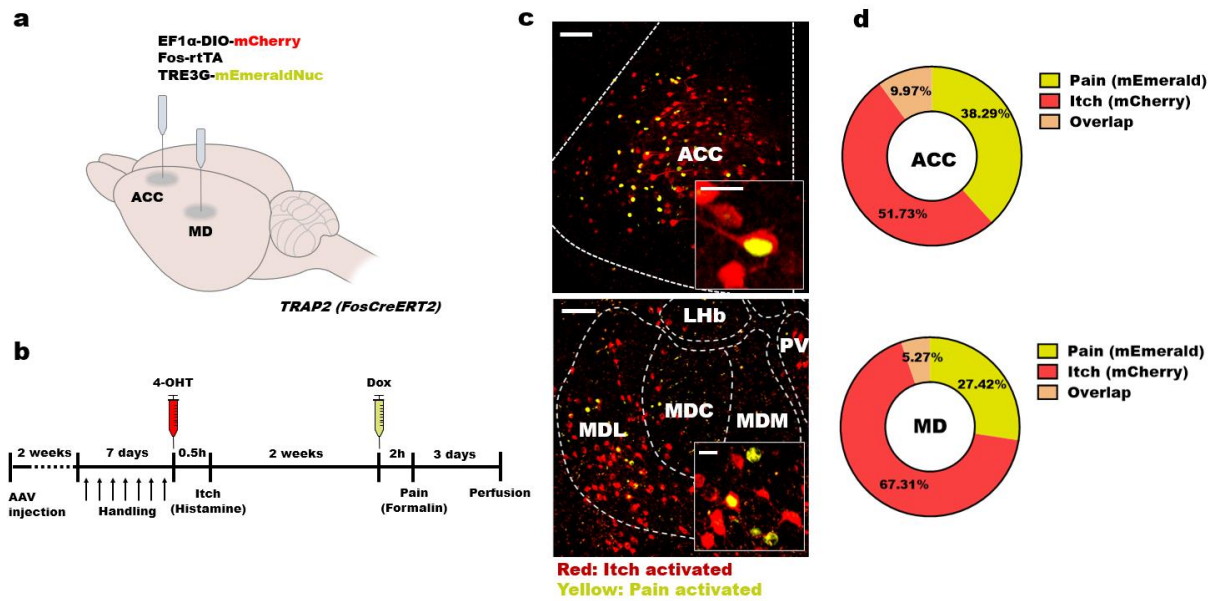 a
EF1α-DIO-mCherry
Fos-rtTA
TRE3G-mEmeraldNuc
ACC
MD
TRAP2 (FosCreERT2)
b
4-OHT
Dox
2 weeks
7 days
0.5h
2 weeks
2h
3 days
AAV
injection
Handling
Itch
(Histamine)
Pain
(Formalin)
Perfusion
c
ACC
LHb
PV
MDC
MDL
MDM
Red: Itch activated
Yellow: Pain activated
d
9.97%
38.29%
51.73%
ACC
Pain (mEmerald)
Itch (mCherry)
Overlap
5.27%
27.42%
67.31%
MD
Pain (mEmerald)
Itch (mCherry)
Overlap